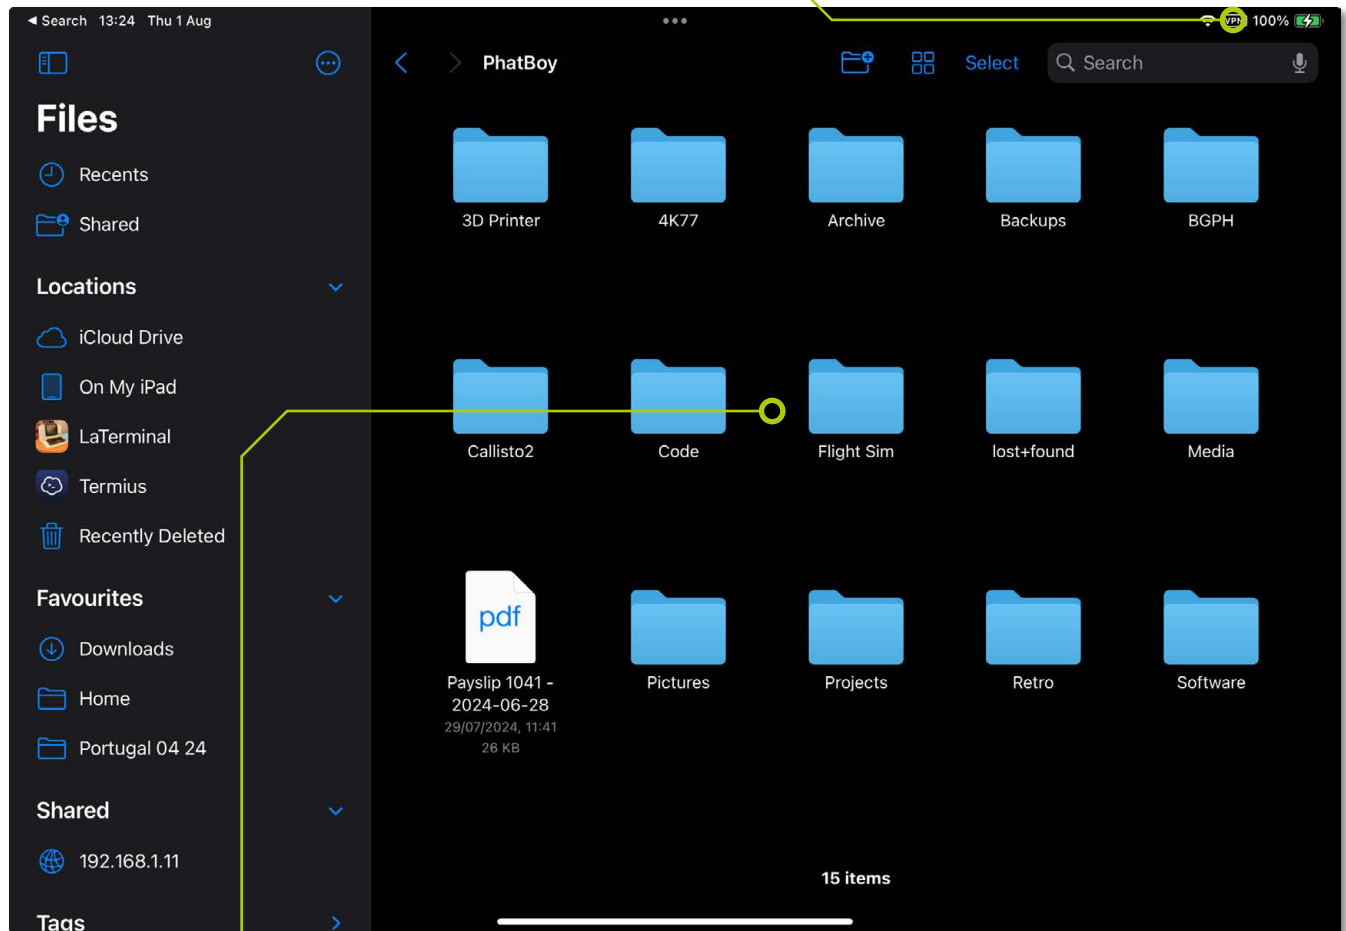 Search 13:24 Thu 1 Aug
VPN 100%
PhatBoy
Select
Search
Files
Recents
Shared
Locations
iCloud Drive
On My iPad
LaTerminal
Termius
Recently Deleted
Favourites
Downloads
Home
Portugal 04 24
Shared
192.168.1.11
Tags
3D Printer
4K77
Archive
Backups
BGPH
Callisto2
Code
Flight Sim
lost+found
Media
pdf
Payslip 1041 -
2024-06-28
29/07/2024, 11:41
26 KB
Pictures
Projects
Retro
Software
15 items